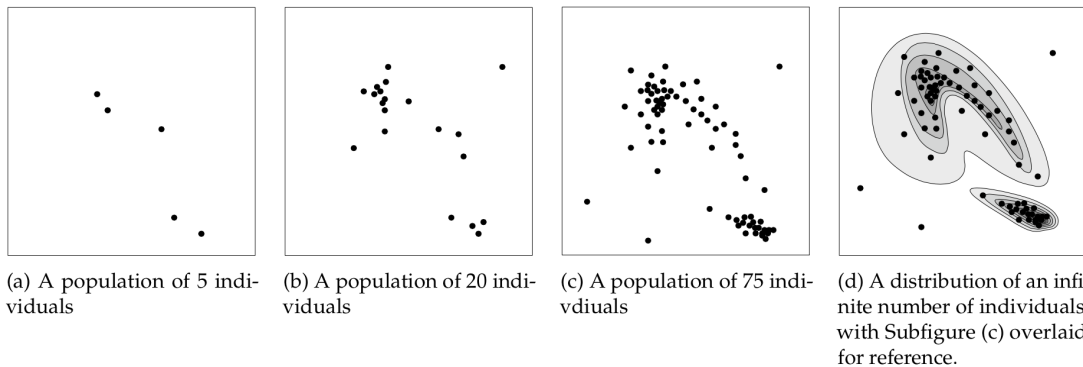 (a) A population of 5 indi-
viduals
(b) A population of 20 indi-
viduals
(c) A population of 75 indi-
vdiuals
(d) A distribution of an infi-
nite number of individuals,
with Subfigure (c) overlaid
for reference.